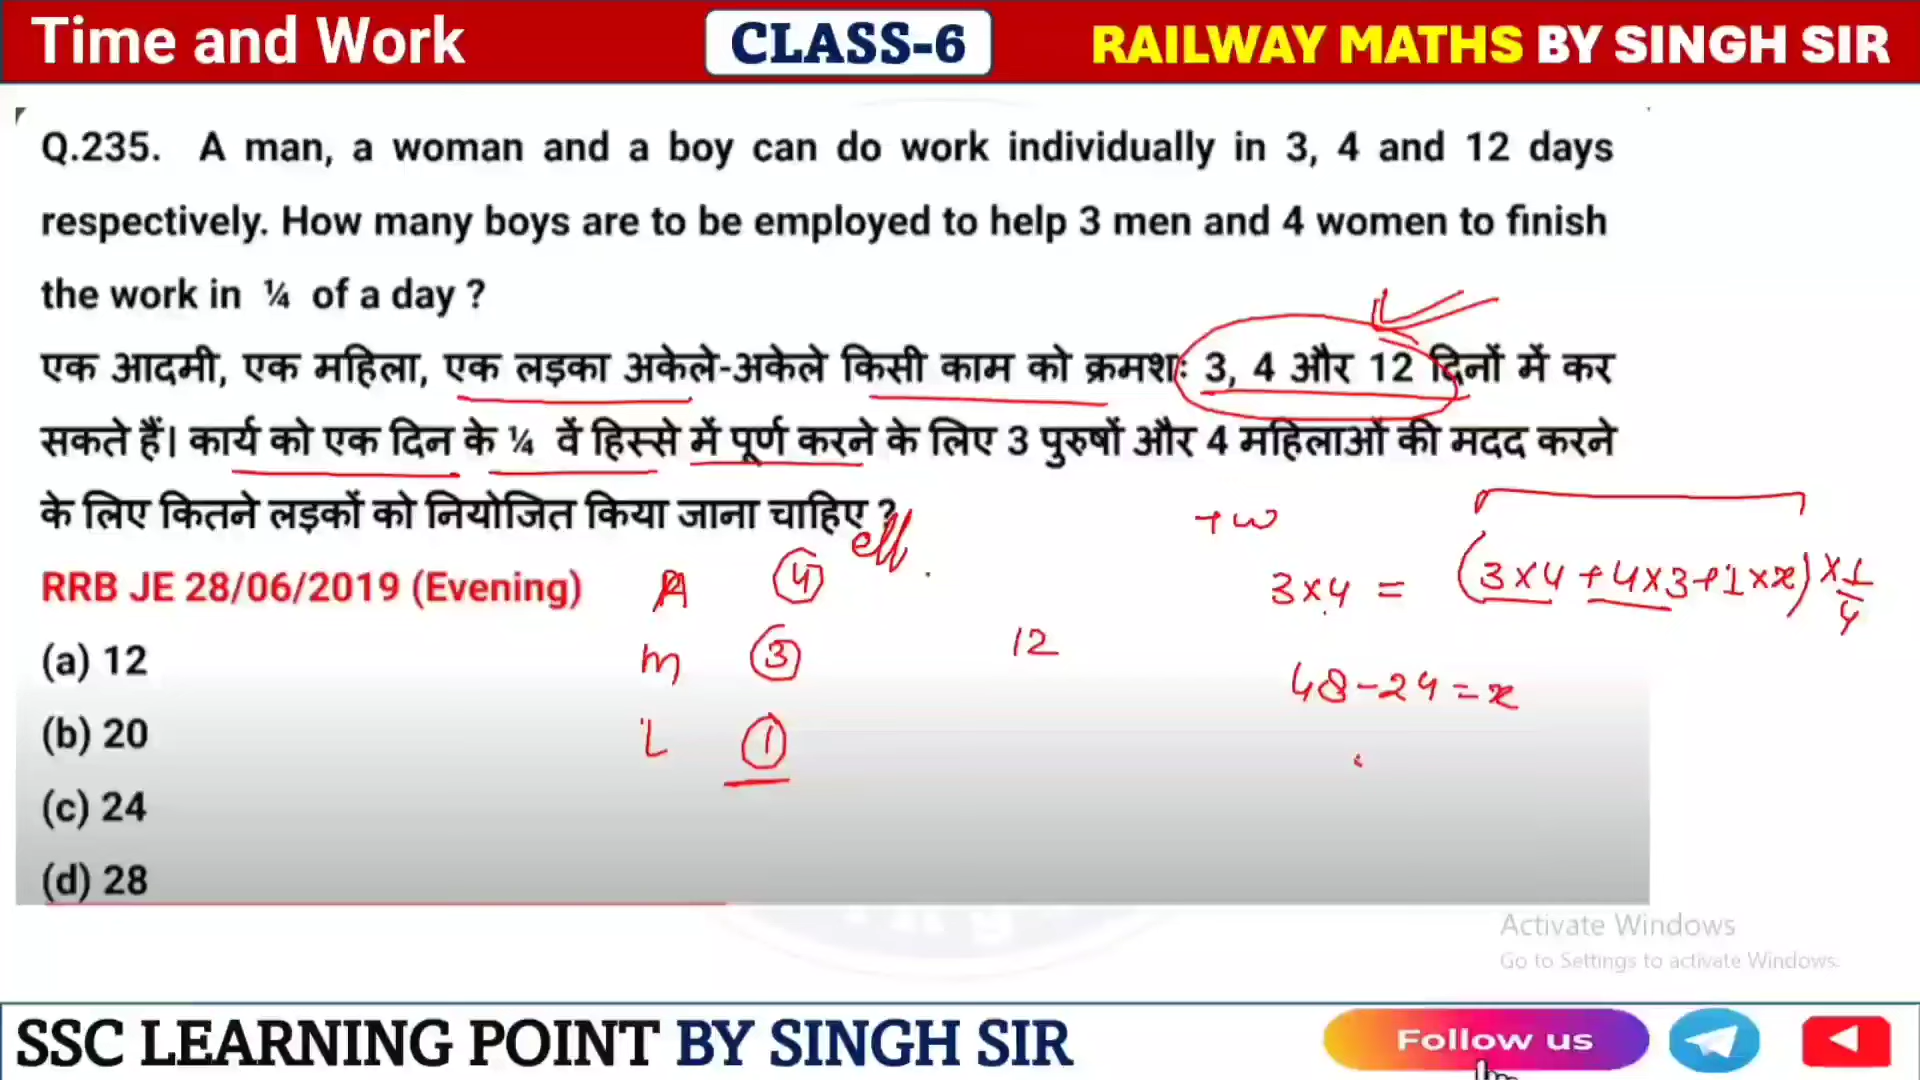 Time and Work
CLASS-6
RAILWAY MATHS BY SINGH SIR
Q.235. A man, a woman and a boy can do work individually in 3, 4 and 12 days
respectively. How many boys are to be employed to help 3 men and 4 women to finish
the work in ¼ of a day ?
एक आदमी, एक महिला, एक लड़का अकेले-अकेले किसी काम को क्रमशः 3, 4 और 12 दिनों में कर
सकते हैं। कार्य को एक दिन के ¼ वें हिस्से में पूर्ण करने के लिए 3 पुरुषों और 4 महिलाओं की मदद करने
के लिए कितने लड़कों को नियोजित किया जाना चाहिए ?
eff.
RRB JE 28/06/2019 (Evening)
A 4
M 3
L 1
12
+w
3×4 = (3×4+4×3+1×x)×1/4
48-24=x
(a) 12
(b) 20
(c) 24
(d) 28
Activate Windows
Go to Settings to activate Windows.
SSC LEARNING POINT BY SINGH SIR
Follow us